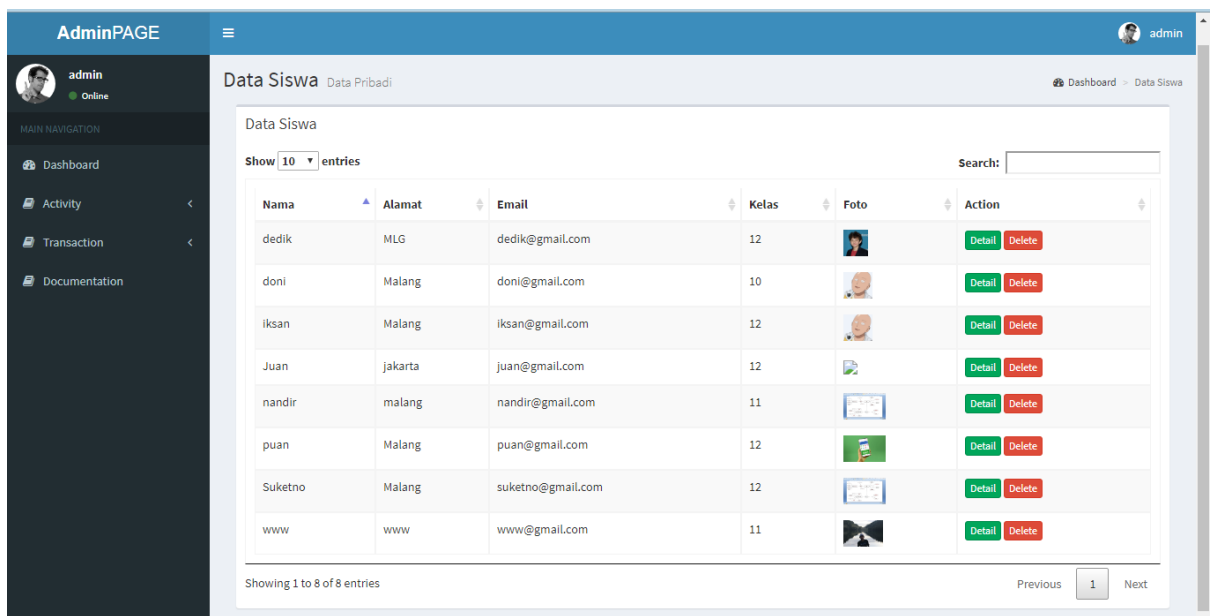 AdminPAGE
admin
admin
Online
Data Siswa Data Pribadi
Dashboard > Data Siswa
MAIN NAVIGATION
Dashboard
Activity
Transaction
Documentation
Data Siswa
Show 10 entries
Search:
Nama Alamat Email Kelas Foto Action
dedik MLG dedik@gmail.com 12 Detail Delete
doni Malang doni@gmail.com 10 Detail Delete
iksan Malang iksan@gmail.com 12 Detail Delete
Juan jakarta juan@gmail.com 12 Detail Delete
nandir malang nandir@gmail.com 11 Detail Delete
puan Malang puan@gmail.com 12 Detail Delete
Suketno Malang suketno@gmail.com 12 Detail Delete
www www www@gmail.com 11 Detail Delete
Showing 1 to 8 of 8 entries
Previous 1 Next